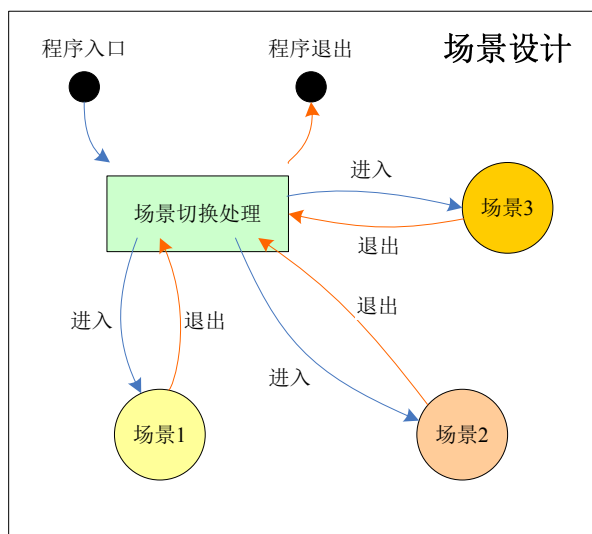 程序入口
程序退出
场景设计
进入
场景切换处理
场景3
退出
退出
进入
退出
进入
场景1
场景2